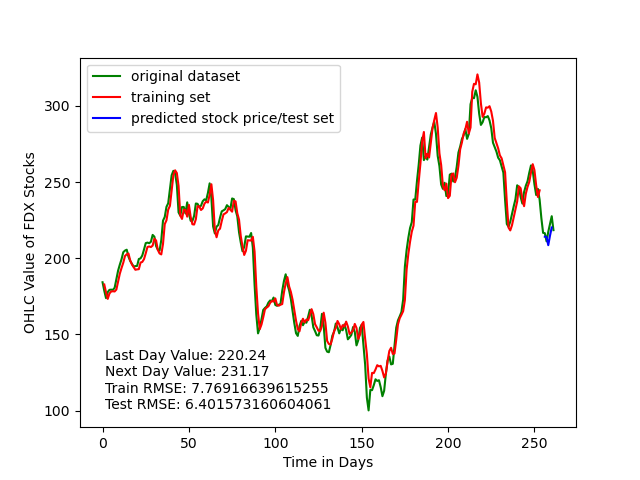 original dataset
training set
predicted stock price/test set
OHLC Value of FDX Stocks
300
250
200
150
100
Last Day Value: 220.24
Next Day Value: 231.17
Train RMSE: 7.76916639615255
Test RMSE: 6.401573160604061
0 50 100 150 200 250
Time in Days